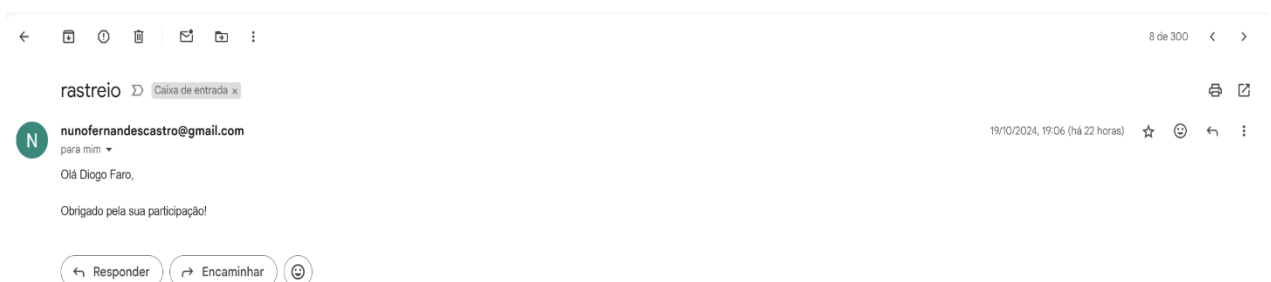 8 de 300
rastreio Caixa de entrada x
nunofernandescastro@gmail.com 19/10/2024, 19:06 (há 22 horas)
para mim
Olá Diogo Faro,
Obrigado pela sua participação!
Responder Encaminhar